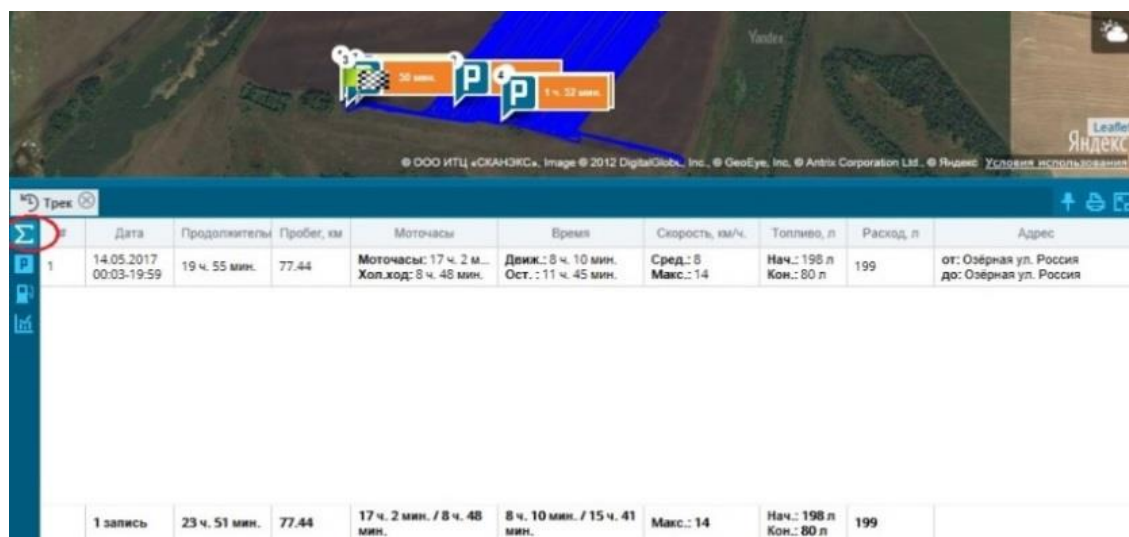 Yandex
3
2
4
30 мин.
P
P
1 ч. 52 мин.
Leaflet
Яндекс
© ООО ИТЦ «СКАНЭКС», Image © 2012 DigitalGlobe, Inc., © GeoEye, Inc, © Antrix Corporation Ltd., © Яндекс Условия использования
Трек
Σ # Дата Продолжительн Пробег, км Моточасы Время Скорость, км/ч. Топливо, л Расход, л Адрес
P 1 14.05.2017 19 ч. 55 мин. 77.44 Моточасы: 17 ч. 2 м... Движ.: 8 ч. 10 мин. Сред.: 8 Нач.: 198 л 199 от: Озёрная ул. Россия
00:03-19:59 Хол.ход: 8 ч. 48 мин. Ост. : 11 ч. 45 мин. Макс.: 14 Кон.: 80 л до: Озёрная ул. Россия
1 запись 23 ч. 51 мин. 77.44 17 ч. 2 мин. / 8 ч. 48 8 ч. 10 мин. / 15 ч. 41 Макс.: 14 Нач.: 198 л 199
мин. мин. Кон.: 80 л